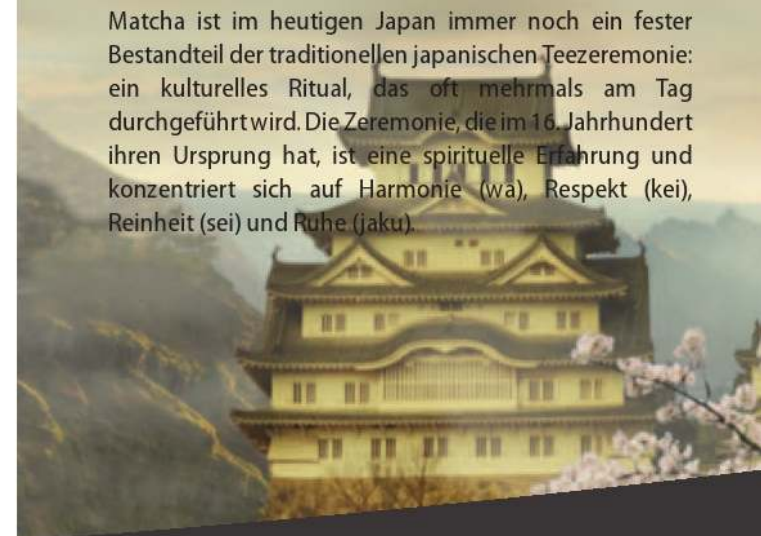 Matcha ist im heutigen Japan immer noch ein fester
Bestandteil der traditionellen japanischen Teezeremonie:
ein kulturelles Ritual, das oft mehrmals am Tag
durchgeführt wird. Die Zeremonie, die im 16. Jahrhundert
ihren Ursprung hat, ist eine spirituelle Erfahrung und
konzentriert sich auf Harmonie (wa), Respekt (kei),
Reinheit (sei) und Ruhe (jaku).